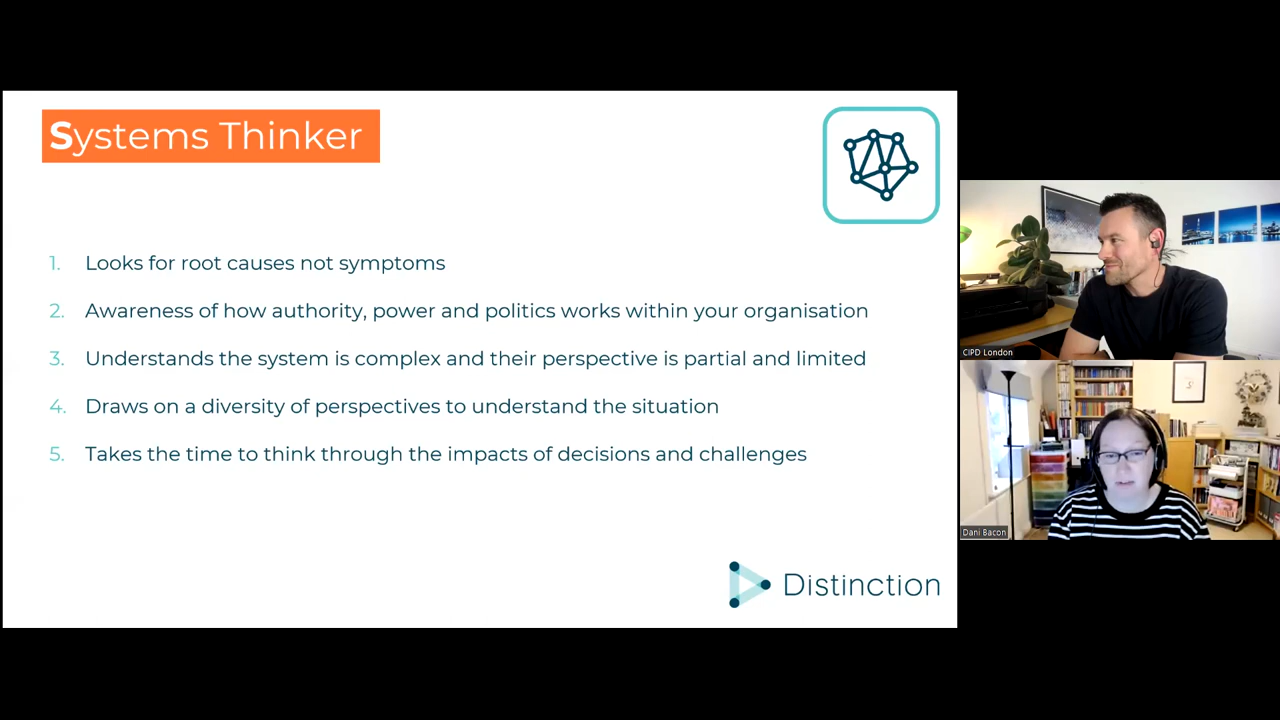 Systems Thinker
1. Looks for root causes not symptoms
2. Awareness of how authority, power and politics works within your organisation
3. Understands the system is complex and their perspective is partial and limited
4. Draws on a diversity of perspectives to understand the situation
5. Takes the time to think through the impacts of decisions and challenges
Distinction
CIPD London
Dani Bacon